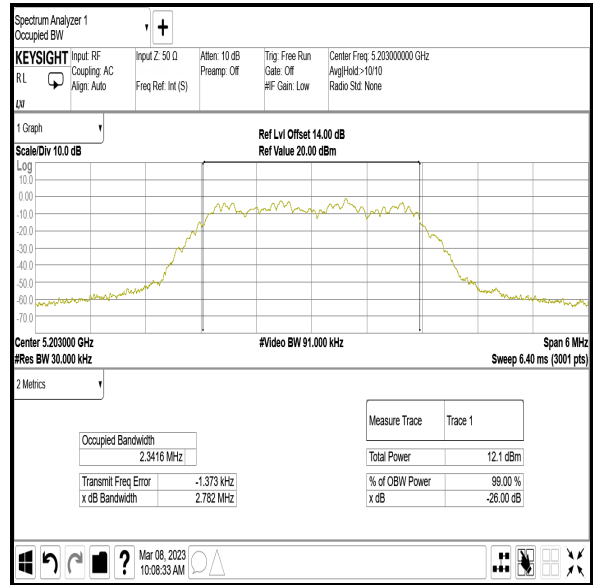 Spectrum Analyzer 1
Occupied BW
KEYSIGHT
RL
LXI
Input: RF
Coupling: AC
Align: Auto
Input Z: 50 Ω
Freq Ref: Int (S)
Atten: 10 dB
Preamp: Off
Trig: Free Run
Gate: Off
#IF Gain: Low
Center Freq: 5.203000000 GHz
Avg|Hold:>10/10
Radio Std: None
1 Graph
Scale/Div 10.0 dB
Ref Lvl Offset 14.00 dB
Ref Value 20.00 dBm
Log
10.0
0.00
-10.0
-20.0
-30.0
-40.0
-50.0
-60.0
-70.0
Center 5.203000 GHz
#Res BW 30.000 kHz
#Video BW 91.000 kHz
Span 6 MHz
Sweep 6.40 ms (3001 pts)
2 Metrics
Occupied Bandwidth
2.3416 MHz
Transmit Freq Error -1.373 kHz
x dB Bandwidth 2.782 MHz
Measure Trace Trace 1
Total Power 12.1 dBm
% of OBW Power 99.00 %
x dB -26.00 dB
?
Mar 08, 2023
10:08:33 AM